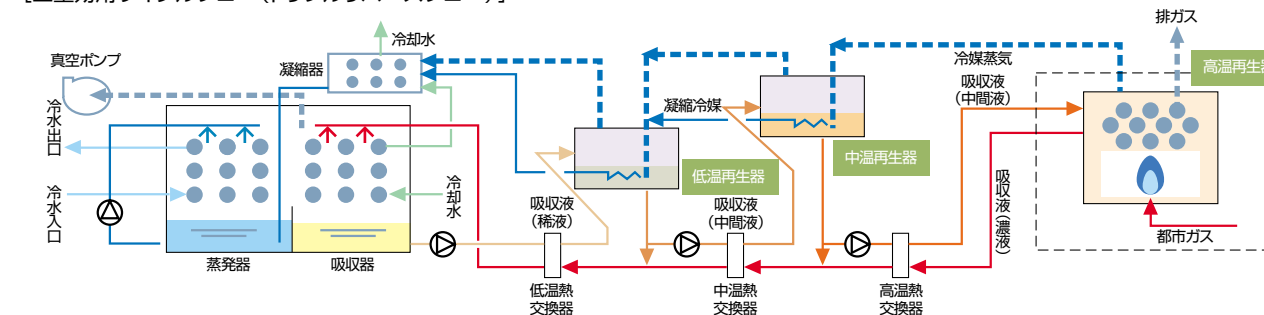 排ガス
冷却水
冷媒蒸気
高温再生器
真空ポンプ
凝縮器
吸収液
(中間液)
冷水出口
凝縮冷媒
中温再生器
低温再生器
冷水入口
冷却水
吸収液
(稀液)
吸収液
(中間液)
吸収液(濃液)
都市ガス
蒸発器
吸収器
低温熱
交換器
中温熱
交換器
高温熱
交換器